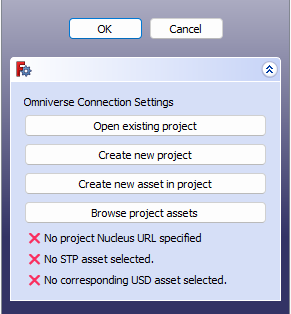 OK
Cancel
Omniverse Connection Settings
Open existing project
Create new project
Create new asset in project
Browse project assets
No project Nucleus URL specified
No STP asset selected.
No corresponding USD asset selected.